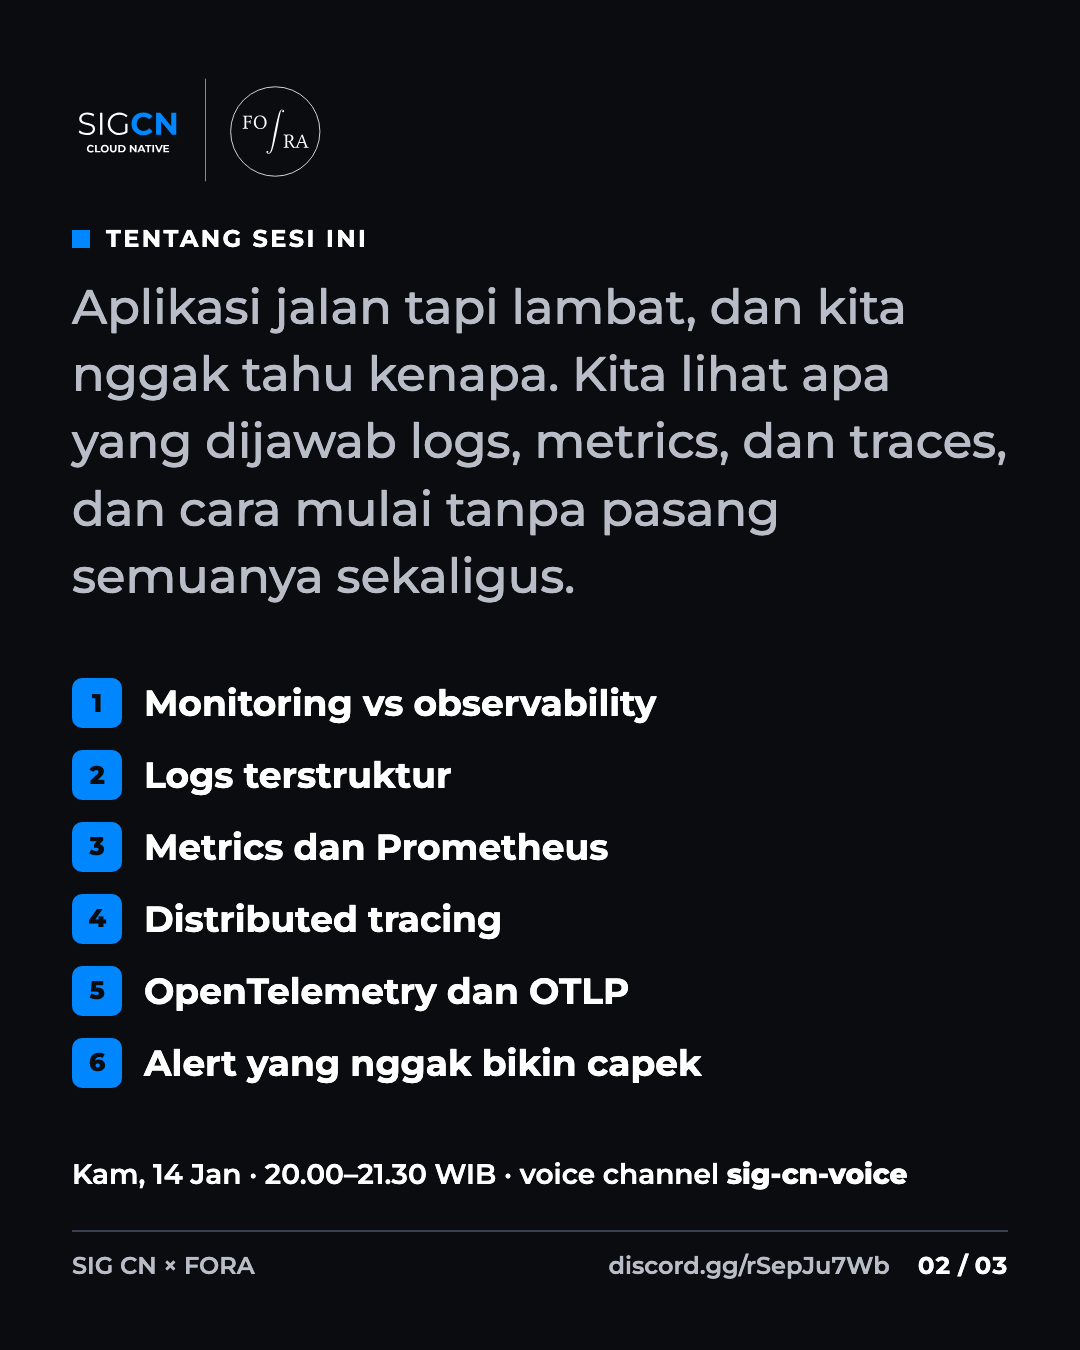 SIGCN
CLOUD NATIVE
FO RA
TENTANG SESI INI
Aplikasi jalan tapi lambat, dan kita
nggak tahu kenapa. Kita lihat apa
yang dijawab logs, metrics, dan traces,
dan cara mulai tanpa pasang
semuanya sekaligus.
1 Monitoring vs observability
2 Logs terstruktur
3 Metrics dan Prometheus
4 Distributed tracing
5 OpenTelemetry dan OTLP
6 Alert yang nggak bikin capek
Kam, 14 Jan · 20.00–21.30 WIB · voice channel sig-cn-voice
SIG CN × FORA discord.gg/rSepJu7Wb 02 / 03